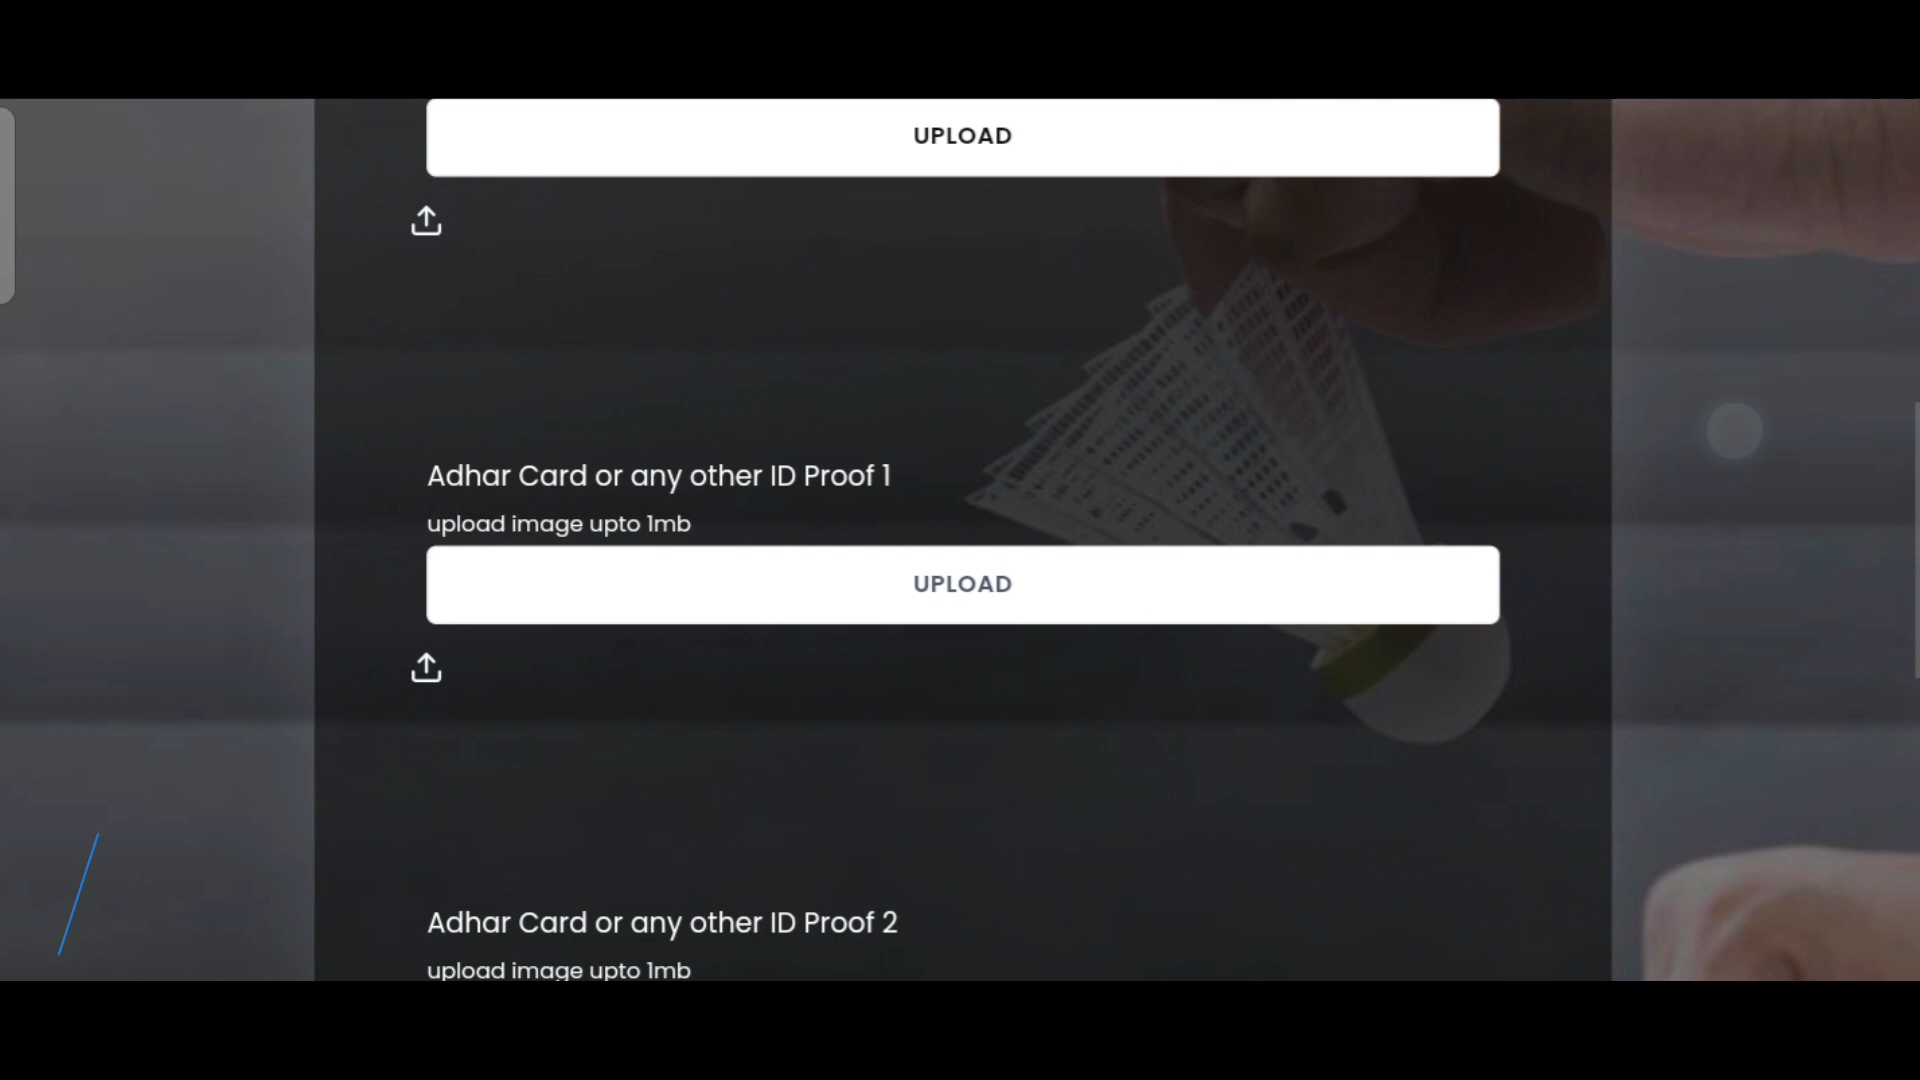 UPLOAD
Adhar Card or any other ID Proof 1
upload image upto 1mb
UPLOAD
Adhar Card or any other ID Proof 2
upload image upto 1mb